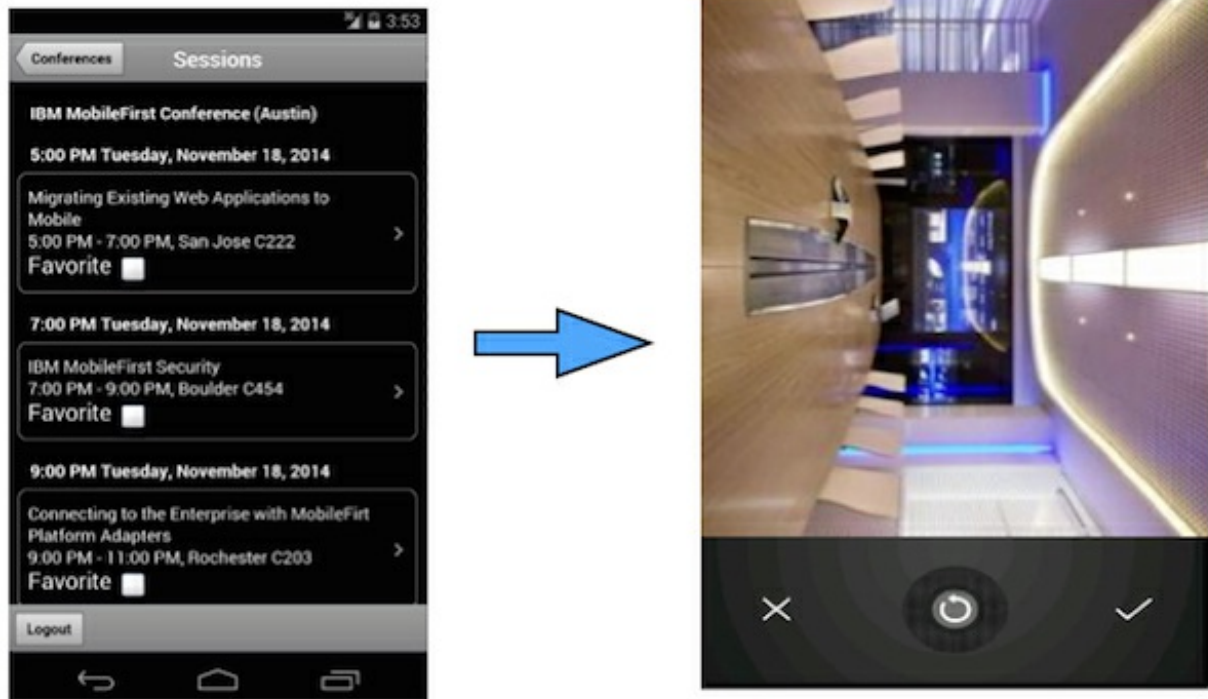 3:53
Conferences
Sessions
IBM MobileFirst Conference (Austin)
5:00 PM Tuesday, November 18, 2014
Migrating Existing Web Applications to
Mobile
5:00 PM - 7:00 PM, San Jose C222
Favorite
7:00 PM Tuesday, November 18, 2014
IBM MobileFirst Security
7:00 PM - 9:00 PM, Boulder C454
Favorite
9:00 PM Tuesday, November 18, 2014
Connecting to the Enterprise with MobileFirt
Platform Adapters
9:00 PM - 11:00 PM, Rochester C203
Favorite
Logout